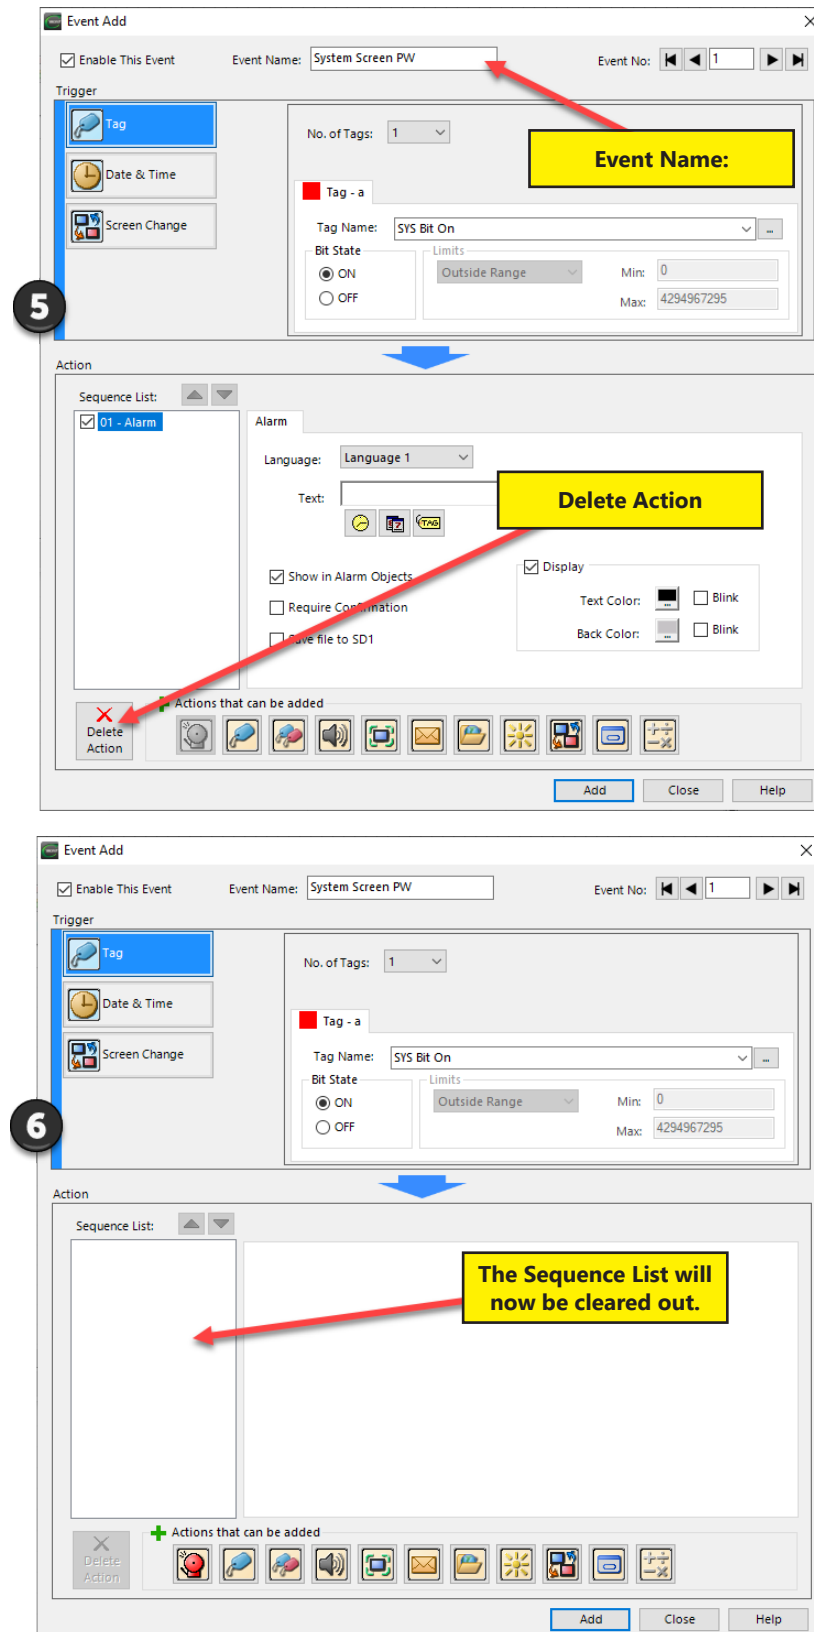 Event Add
Enable This Event Event Name: System Screen PW Event No: 1
Trigger
Tag
No. of Tags: 1
Event Name:
Date & Time
Tag - a
Screen Change
Tag Name: SYS Bit On ...
Bit State Limits
ON Outside Range Min: 0
OFF Max: 4294967295
5
Action
Sequence List:
01 - Alarm
Alarm
Language: Language 1
Text:
Delete Action
TAG
Show in Alarm Objects
Display
Require Confirmation
Text Color: ... Blink
Save file to SD1
Back Color: ... Blink
Actions that can be added
Delete
Action
Add Close Help
Event Add
Enable This Event Event Name: System Screen PW Event No: 1
Trigger
Tag
No. of Tags: 1
Date & Time
Tag - a
Screen Change
Tag Name: SYS Bit On ...
Bit State Limits
ON Outside Range Min: 0
OFF Max: 4294967295
6
Action
Sequence List:
The Sequence List will
now be cleared out.
Actions that can be added
Delete
Action
Add Close Help